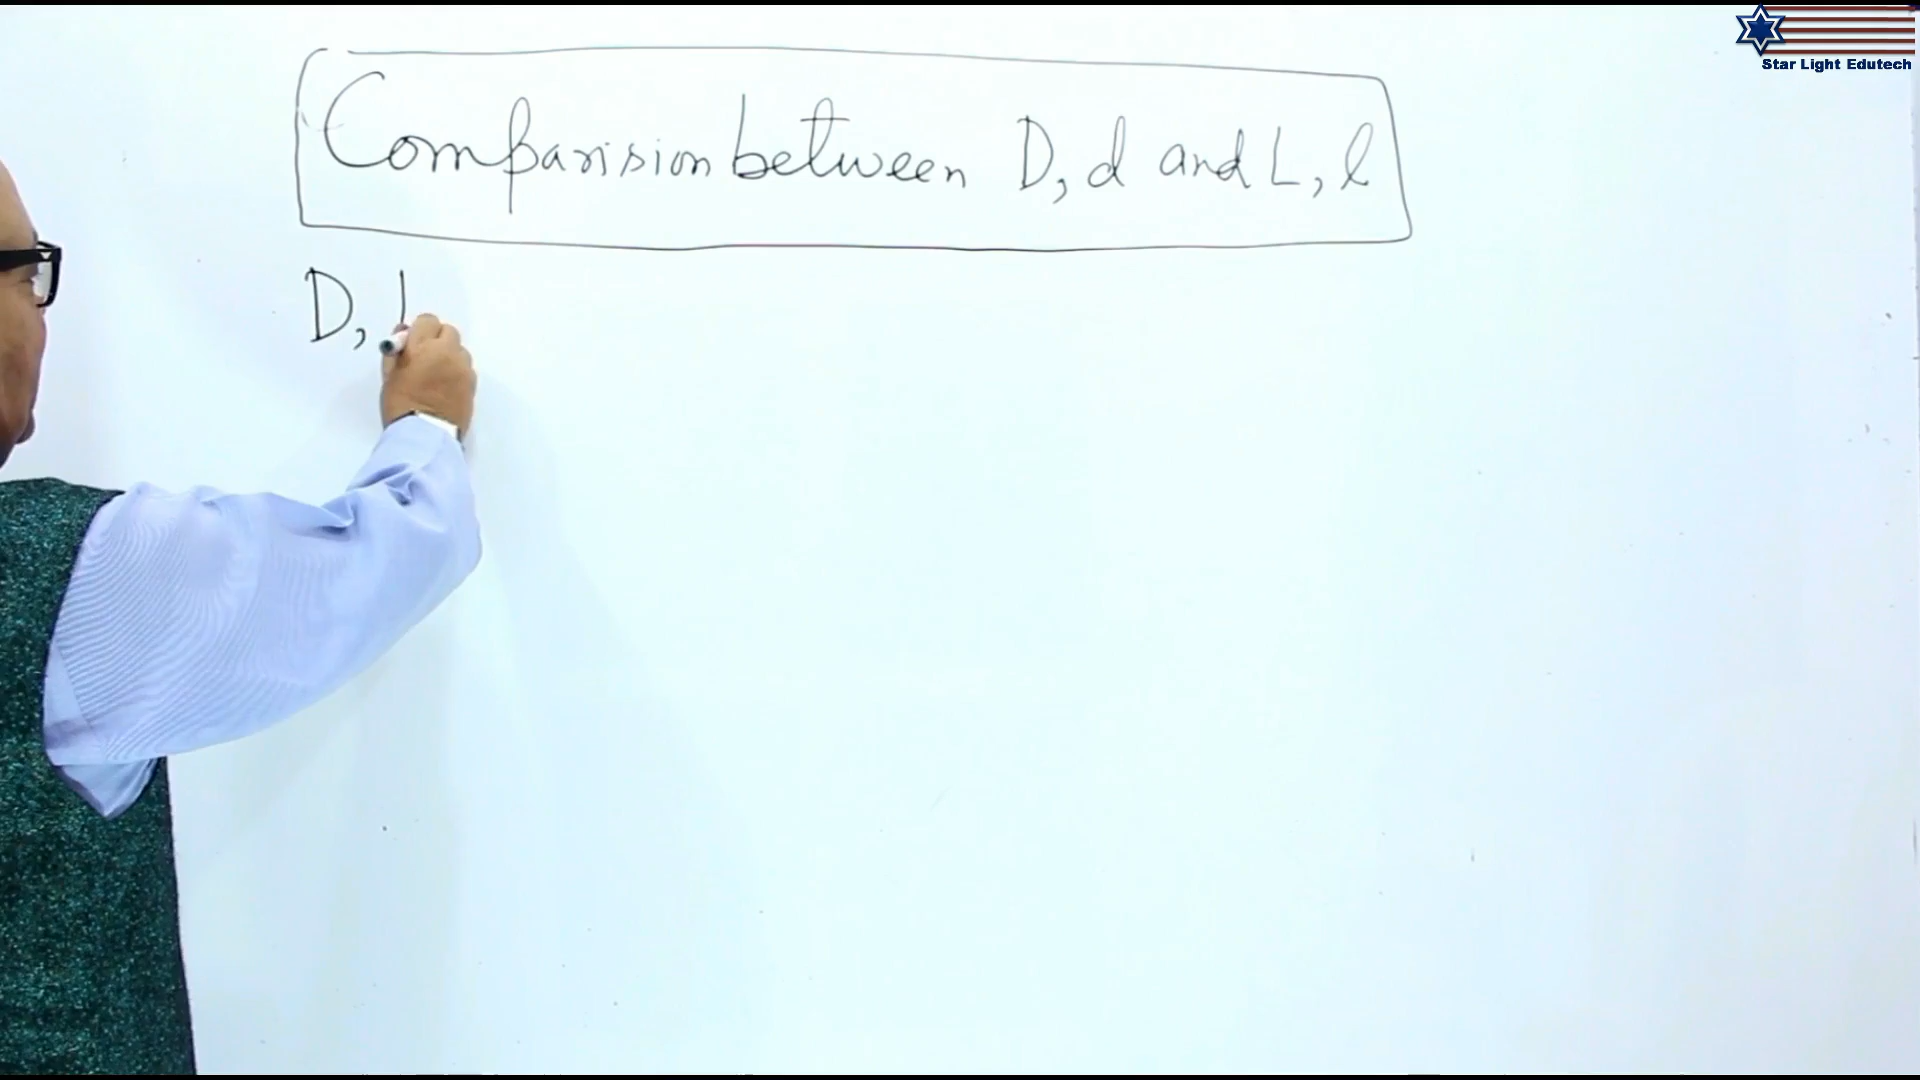 Star Light Edutech
Comparision between D, d and L, l
D, L